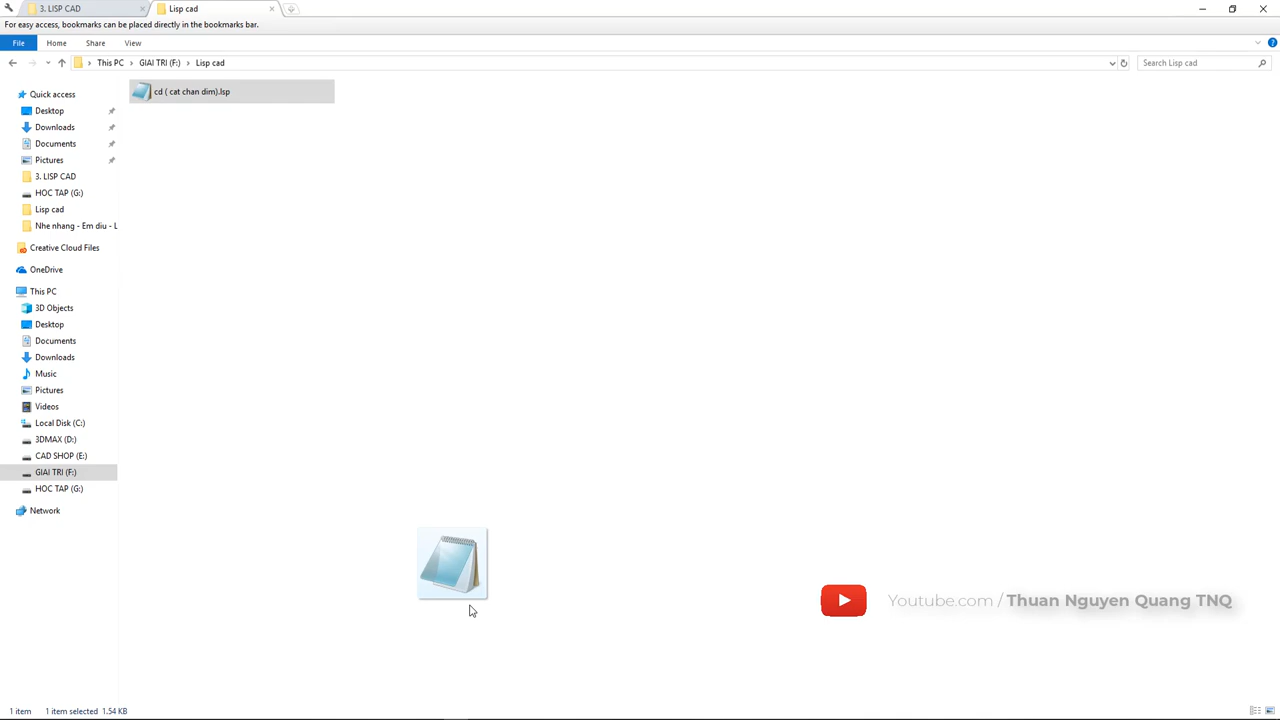 3. LISP CAD
Lisp cad
For easy access, bookmarks can be placed directly in the bookmarks bar.
File Home Share View
This PC > GIAI TRI (F:) > Lisp cad
Search Lisp cad
cd ( cat chan dim).lsp
Quick access
Desktop
Downloads
Documents
Pictures
3. LISP CAD
HOC TAP (G:)
Lisp cad
Nhe nhang - Em diu - L
Creative Cloud Files
OneDrive
This PC
3D Objects
Desktop
Documents
Downloads
Music
Pictures
Videos
Local Disk (C:)
3DMAX (D:)
CAD SHOP (E:)
GIAI TRI (F:)
HOC TAP (G:)
Network
Youtube.com / Thuan Nguyen Quang TNQ
1 item 1 item selected 1.54 KB